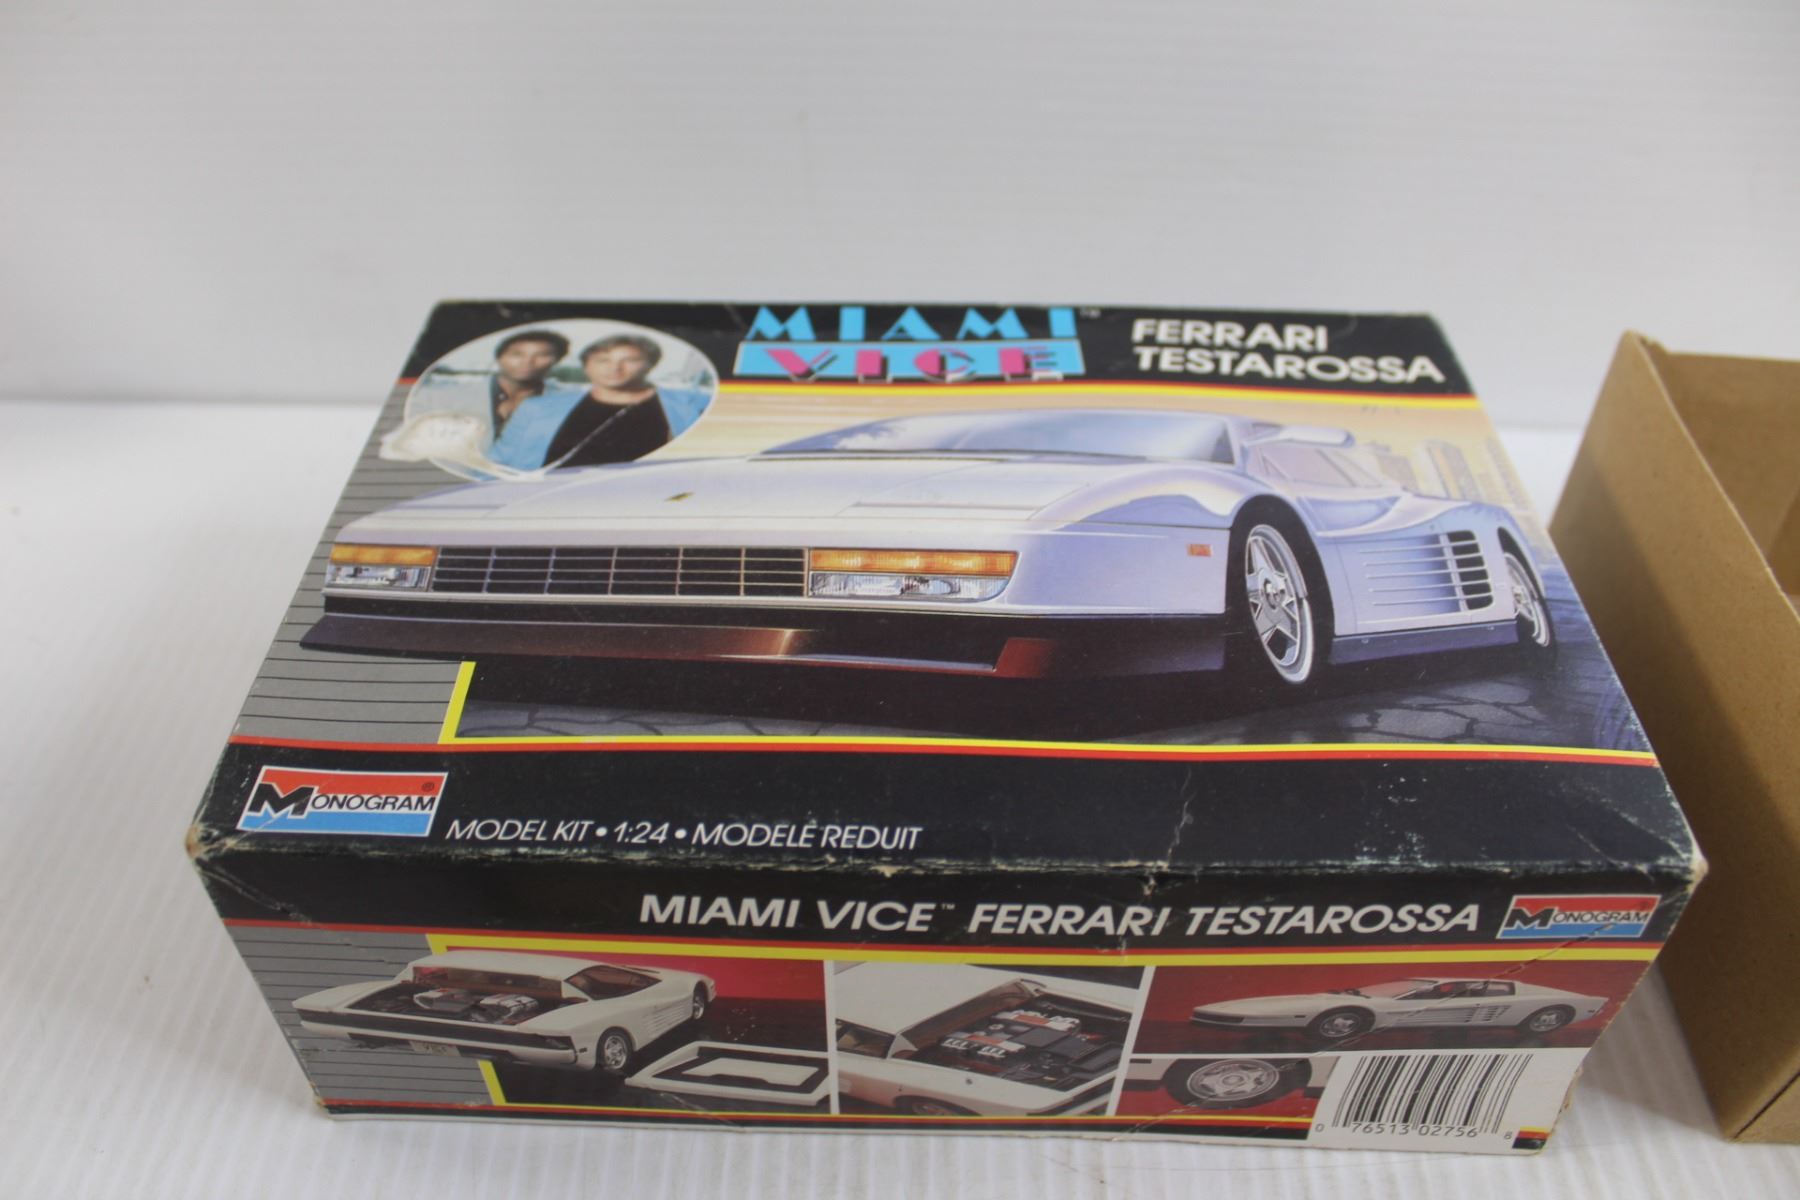 MIAMI™
VICE
FERRARI
TESTAROSSA
MONOGRAM®
MODEL KIT • 1:24 • MODELE REDUIT
MIAMI VICE™ FERRARI TESTAROSSA
MONOGRAM®
0 76513 02756 8